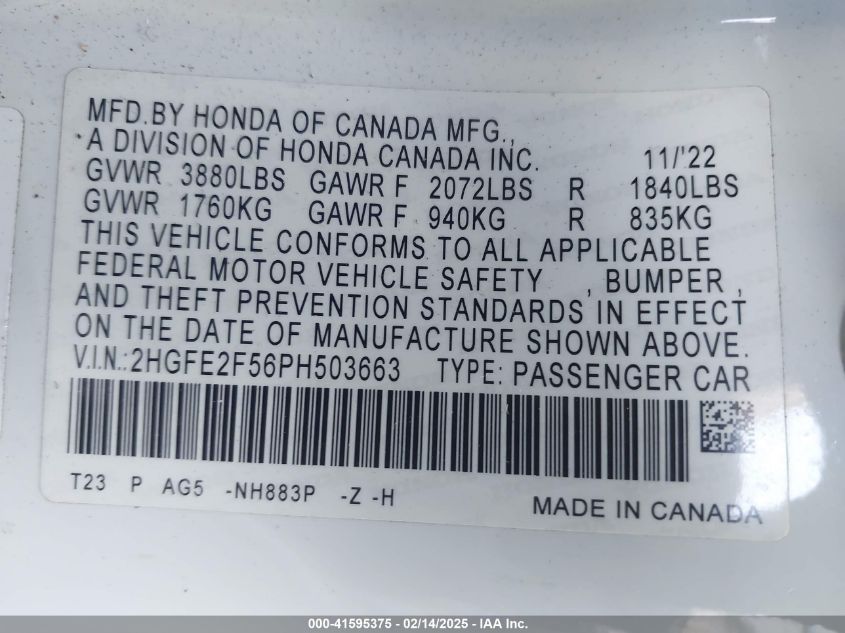 MFD.BY HONDA OF CANADA MFG.,
A DIVISION OF HONDA CANADA INC. 11/'22
GVWR 3880LBS GAWR F 2072LBS R 1840LBS
GVWR 1760KG GAWR F 940KG R 835KG
THIS VEHICLE CONFORMS TO ALL APPLICABLE
FEDERAL MOTOR VEHICLE SAFETY , BUMPER ,
AND THEFT PREVENTION STANDARDS IN EFFECT
ON THE DATE OF MANUFACTURE SHOWN ABOVE.
V.I.N.:2HGFE2F56PH503663 TYPE: PASSENGER CAR
T23 P AG5 -NH883P -Z -H
MADE IN CANADA
000-41595375 - 02/14/2025 - IAA Inc.